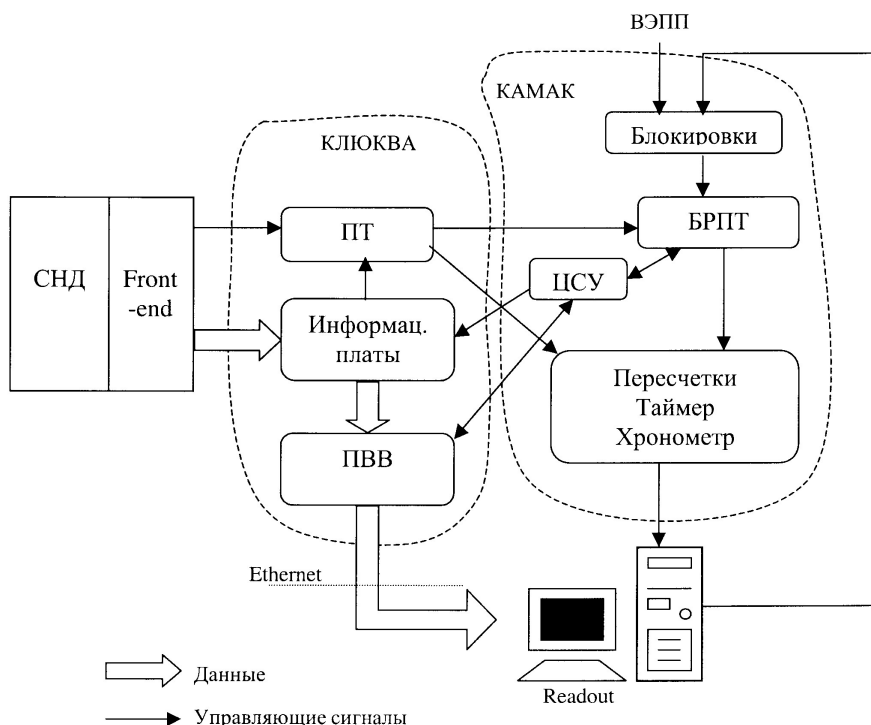 ВЭПП
КАМАК
Блокировки
КЛЮКВА
ПТ
БРПТ
СНД
Front
-end
ЦСУ
Информац.
платы
Пересчетки
Таймер
Хронометр
ПВВ
Ethernet
Данные
Readout
Управляющие сигналы